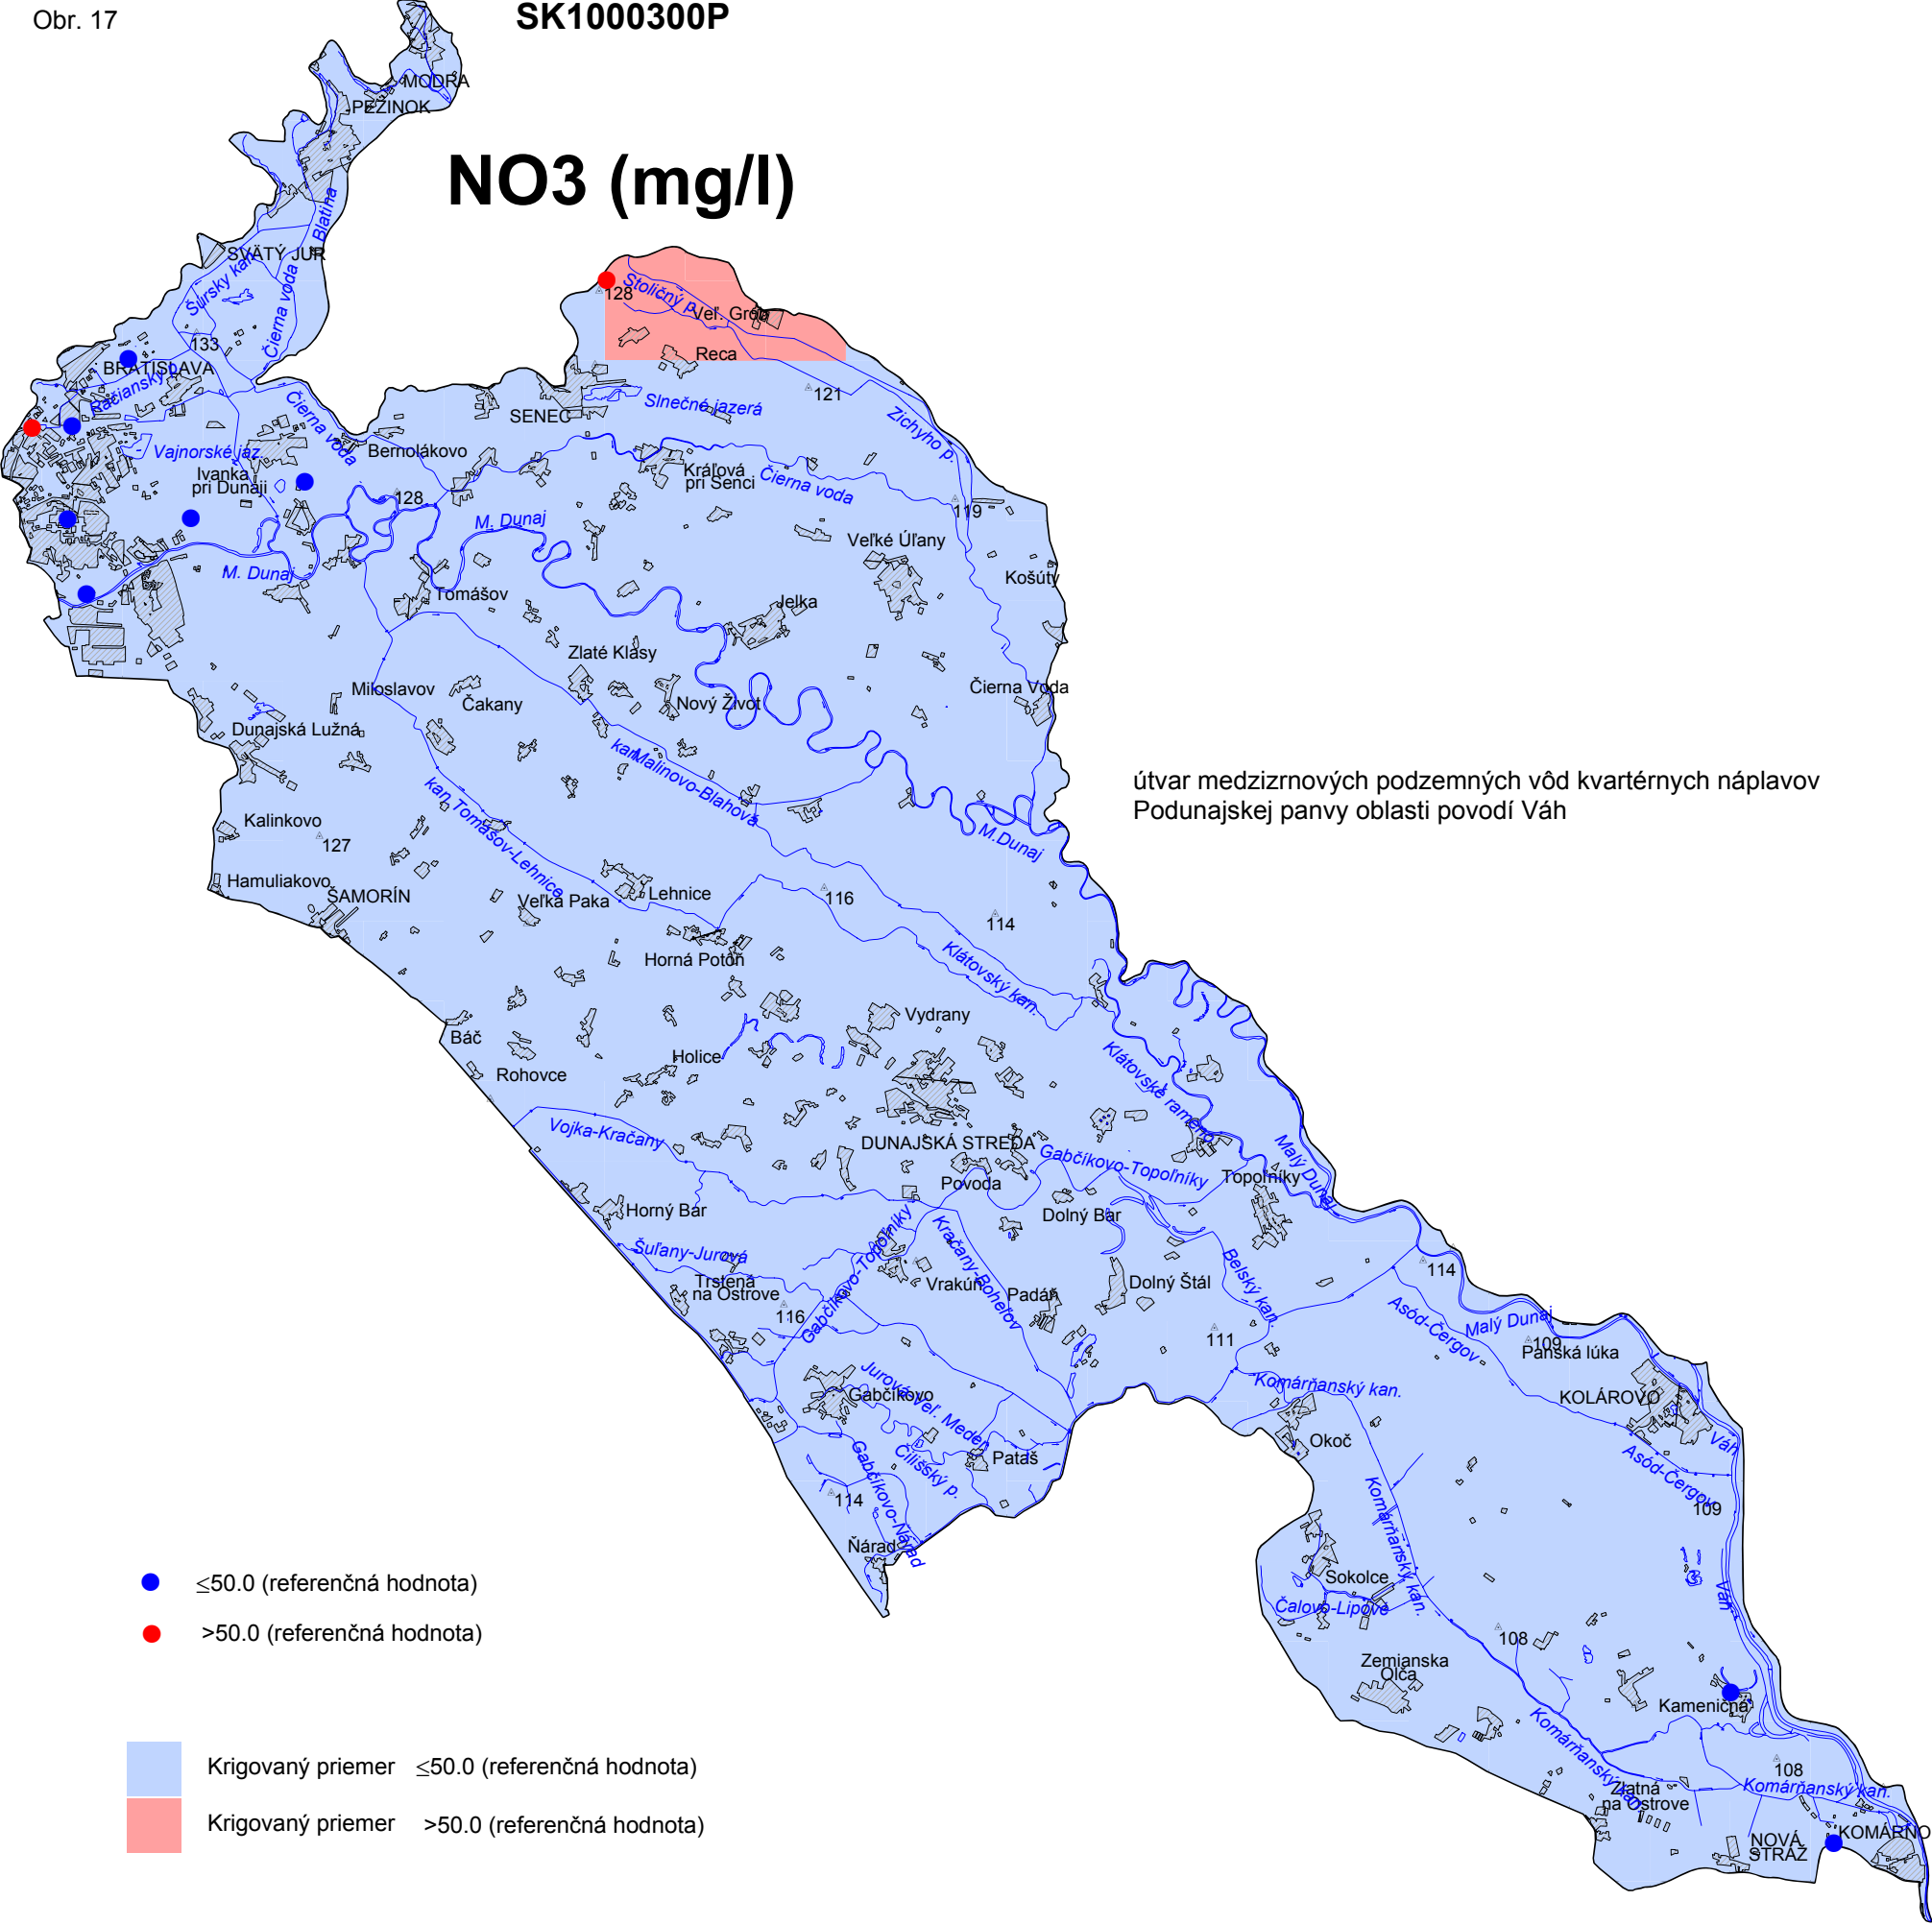 Obr. 17
SK1000300P
MODRA
PEZINOK
NO3 (mg/l)
Blatina
SVÄTÝ JUR
Šúrsky kan.
Čierna voda
128
Stoličný p.
Veľ. Grob
133
Reca
BRATISLAVA
Račiansky p.
121
Slnečné jazerá
SENEC
Čierna voda
Zichyho p.
Vajnorské jaz.
Bernolákovo
Ivanka
pri Dunaji
Kráľová
pri Senci
Čierna voda
128
119
M. Dunaj
Veľké Úľany
M. Dunaj
Košúty
Tomášov
Jelka
Zlaté Klasy
Miloslavov
Čakany
Nový Život
Čierna Voda
Dunajská Lužná
kan.
Malinovo-Blahová
útvar medzizrnových podzemných vôd kvartérnych náplavov
Podunajskej panvy oblasti povodí Váh
kan.Tomášov-Lehnice
Kalinkovo
127
M.Dunaj
Hamuliakovo
ŠAMORÍN
Veľká Paka
Lehnice
116
114
Horná Potôň
Klátovský kan.
Vydrany
Báč
Holice
Rohovce
Klátovské rameno
Vojka-Kračany
DUNAJSKÁ STREDA
Gabčíkovo-Topoľníky
Malý Dunaj
Povoda
Topoľníky
Horný Bar
Dolný Bar
Šuľany-Jurová
Gabčíkovo-Topoľníky
Kračany-Boheľov
Belský kan.
114
Trstená
na Ostrove
Vrakúň
Padáň
Dolný Štál
116
Asód-Čergov
Malý Dunaj
111
109
Panská lúka
Jurová-Veľ. Meder
Komárňanský kan.
Gabčíkovo
KOLÁROVO
Okoč
Váh
Čilišský p.
Pataš
Asód-Čergov
Gabčíkovo-Ňárad
Komárňanský kan.
114
109
Ňárad
≤50.0 (referenčná hodnota)
Sokolce
Váh
Čalovo-Lipové
>50.0 (referenčná hodnota)
108
Zemianska
Olča
Kameničná
Komárňanský kan.
Krigovaný priemer ≤50.0 (referenčná hodnota)
108
Zlatná
na Ostrove
Komárňanský kan.
Krigovaný priemer >50.0 (referenčná hodnota)
NOVÁ
STRÁŽ
KOMÁRNO